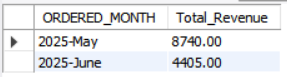 ORDERED_MONTH Total_Revenue
2025-May 8740.00
2025-June 4405.00